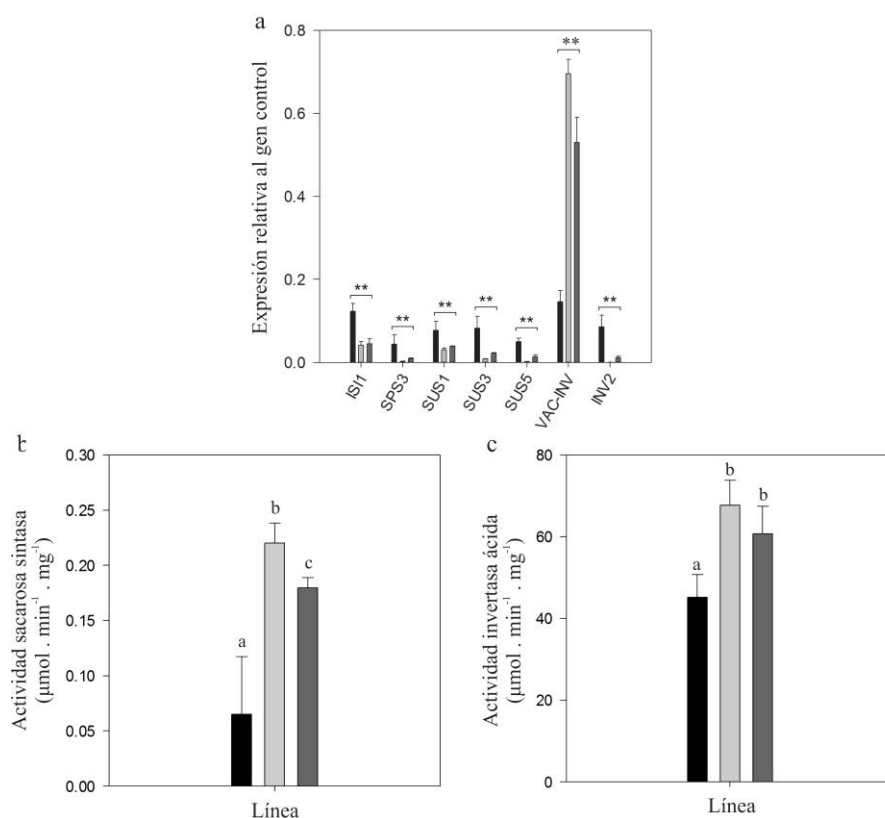 a
Expresión relativa al gen control
0.8
0.6
0.4
0.2
0.0
**
**
**
**
**
**
**
ISI1
SPS3
SUS1
SUS3
SUS5
VAC-INV
INV2
b
Actividad sacarosa sintasa
(µmol . min⁻¹ . mg⁻¹)
0.30
0.25
0.20
0.15
0.10
0.05
0.00
a
b
c
Línea
c
Actividad invertasa ácida
(µmol . min⁻¹ . mg⁻¹)
80
60
40
20
0
a
b
b
Línea